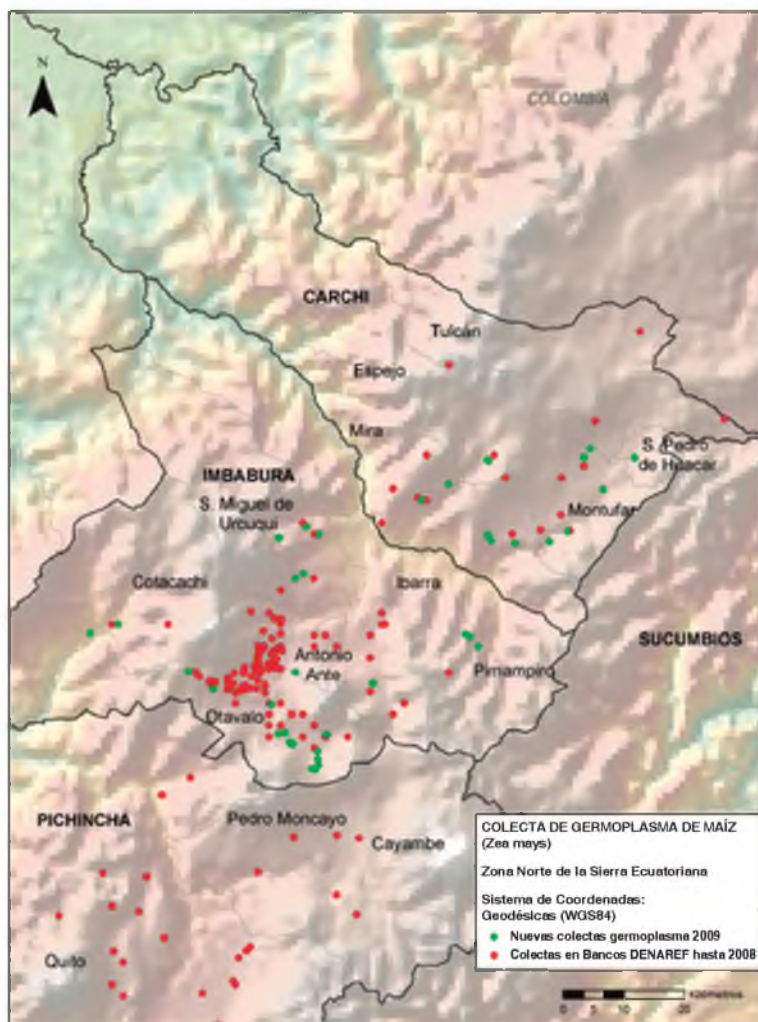 N
COLOMBIA
CARCHI
Tulcán
Espejo
Mira
S. Pedro
de Huacar
IMBABURA
S. Miguel de
Urcuqui
Montufar
Cotacachi
Ibarra
SUCUMBIOS
Antonio
Ante
Pimampiro
Otavalo
PICHINCHA
Pedro Moncayo
Cayambe
Quito
COLECTA DE GERMOPLASMA DE MAÍZ
(Zea mays)
Zona Norte de la Sierra Ecuatoriana
Sistema de Coordenadas:
Geodésicas (WGS84)
Nuevas colectas germoplasma 2009
Colectas en Bancos DENAREF hasta 2008
Kilómetros
0 5 10 20